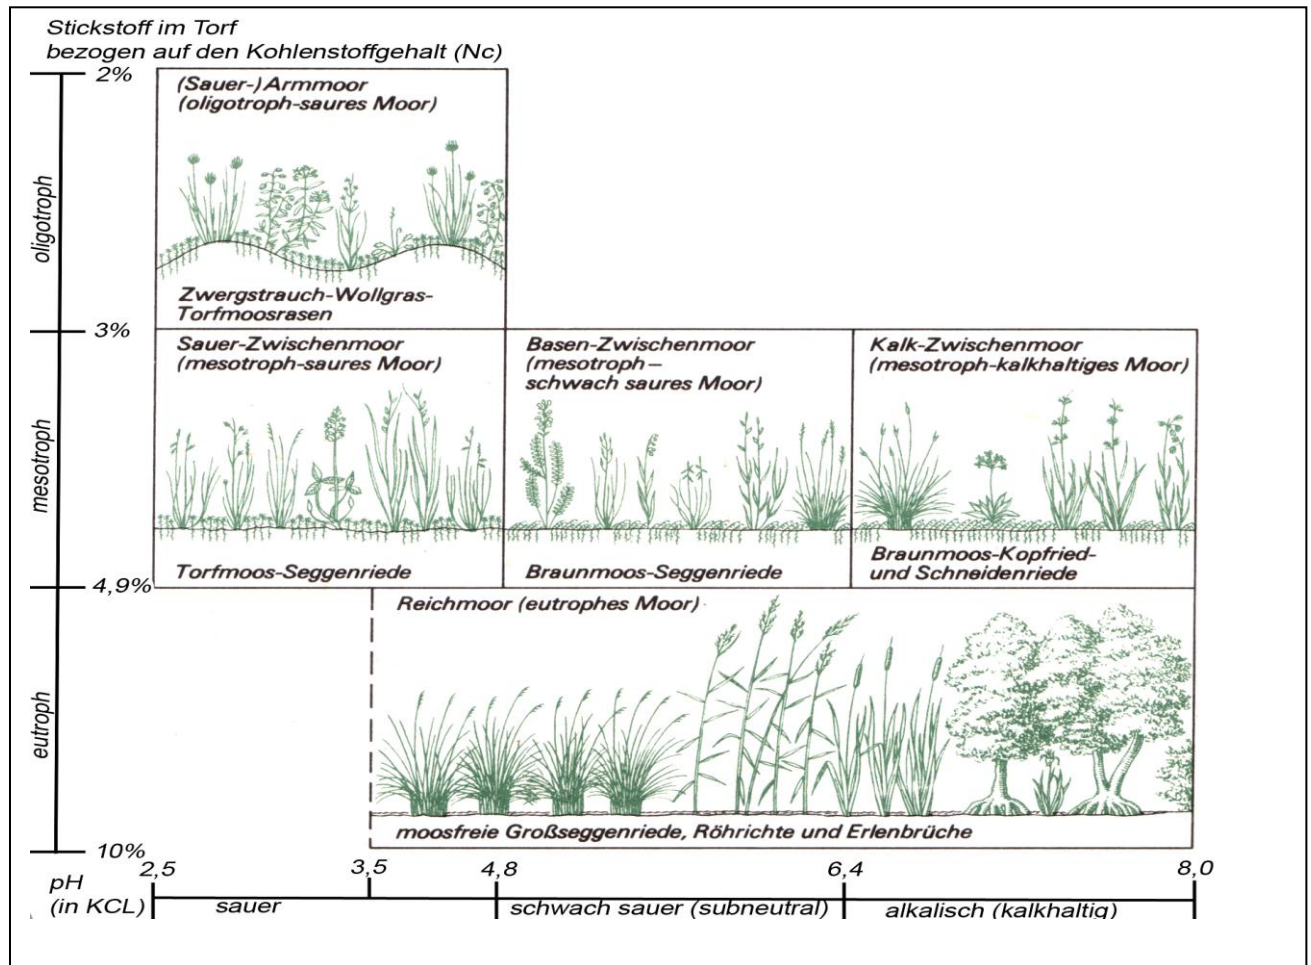 Stickstoff im Torf
bezogen auf den Kohlenstoffgehalt (Nc)
2%
(Sauer-) Armmoor
(oligotroph-saures Moor)
oligotroph
Zwergstrauch-Wollgras-
Torfmoosrasen
3%
Sauer-Zwischenmoor
(mesotroph-saures Moor)
Basen-Zwischenmoor
(mesotroph –
schwach saures Moor)
Kalk-Zwischenmoor
(mesotroph-kalkhaltiges Moor)
mesotroph
Torfmoos-Seggenriede
Braunmoos-Seggenriede
Braunmoos-Kopfried-
und Schneidenriede
4,9%
Reichmoor (eutrophes Moor)
eutroph
moosfreie Großseggenriede, Röhrichte und Erlenbrüche
10%
2,5 3,5 4,8 6,4 8,0
pH
(in KCL)
sauer
schwach sauer (subneutral)
alkalisch (kalkhaltig)